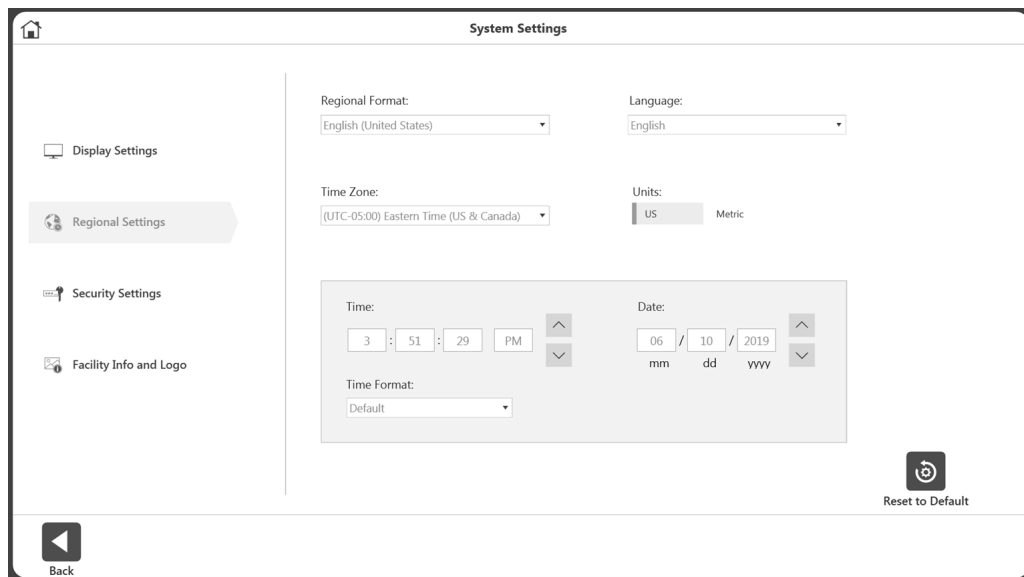 System Settings
Display Settings
Regional Settings
Security Settings
Facility Info and Logo
Regional Format:
English (United States)
Language:
English
Time Zone:
(UTC-05:00) Eastern Time (US & Canada)
Units:
US Metric
Time:
3 : 51 : 29 PM
Time Format:
Default
Date:
06 / 10 / 2019
mm dd yyyy
Reset to Default
Back